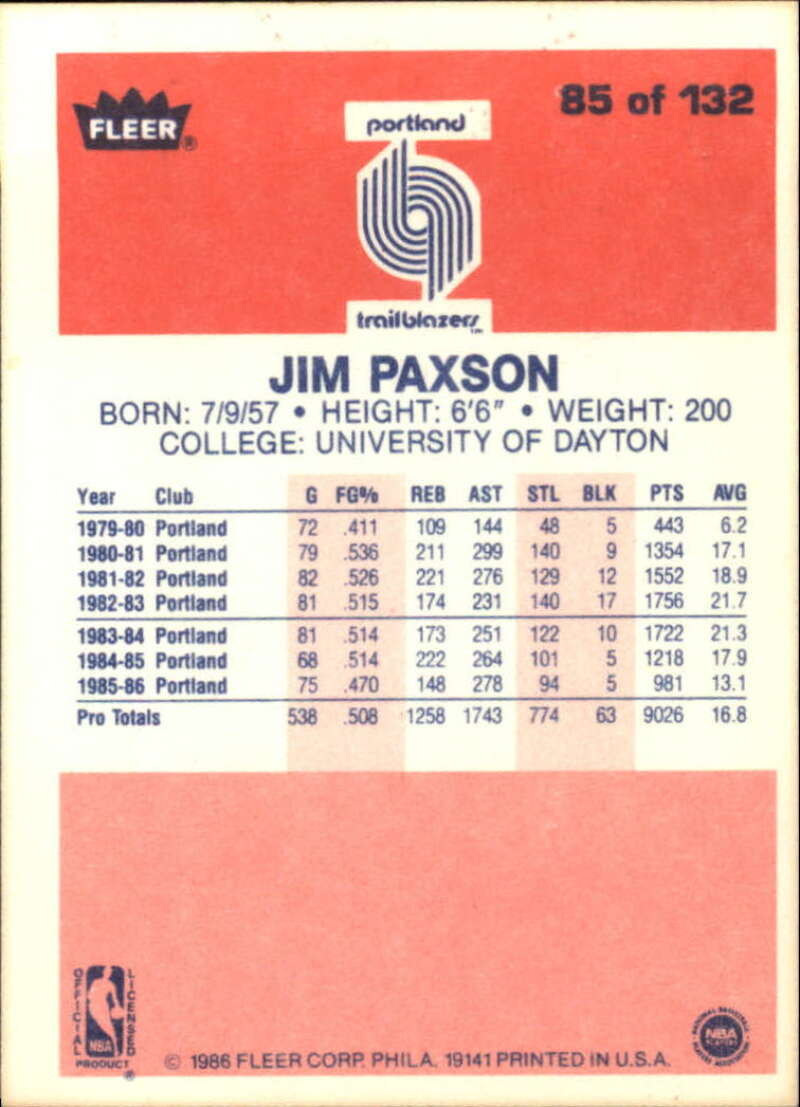 FLEER®
85 of 132
portland
trailblazers™
JIM PAXSON
BORN: 7/9/57 • HEIGHT: 6'6" • WEIGHT: 200
COLLEGE: UNIVERSITY OF DAYTON
Year Club G FG% REB AST STL BLK PTS AVG
1979-80 Portland 72 .411 109 144 48 5 443 6.2
1980-81 Portland 79 .536 211 299 140 9 1354 17.1
1981-82 Portland 82 .526 221 276 129 12 1552 18.9
1982-83 Portland 81 .515 174 231 140 17 1756 21.7
1983-84 Portland 81 .514 173 251 122 10 1722 21.3
1984-85 Portland 68 .514 222 264 101 5 1218 17.9
1985-86 Portland 75 .470 148 278 94 5 981 13.1
Pro Totals 538 .508 1258 1743 774 63 9026 16.8
OFFICIAL
LICENSED
NBA
PRODUCT®
© 1986 FLEER CORP. PHILA. 19141 PRINTED IN U.S.A.
NATIONAL BASKETBALL
NBA
PLAYERS
PLAYERS ASSOCIATION